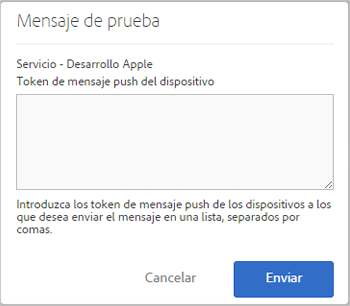 Mensaje de prueba
Servicio - Desarrollo Apple
Token de mensaje push del dispositivo
Introduzca los token de mensaje push de los dispositivos a los
que desea enviar el mensaje en una lista, separados por
comas.
Cancelar
Enviar